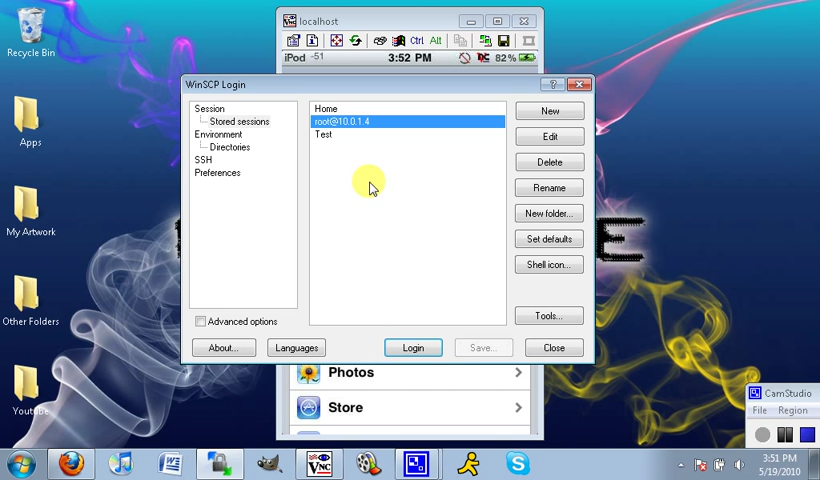 localhost
Ctrl Alt
iPod -51
3:52 PM
82%
Recycle Bin
Apps
My Artwork
Other Folders
Youtube
WinSCP Login
Session
Stored sessions
Environment
Directories
SSH
Preferences
Advanced options
Home
root@10.0.1.4
Test
New
Edit
Delete
Rename
New folder...
Set defaults
Shell icon...
Tools...
About...
Languages
Login
Save...
Close
Photos
Store
CamStudio
File Region
VNC
W
S
3:51 PM
5/19/2010